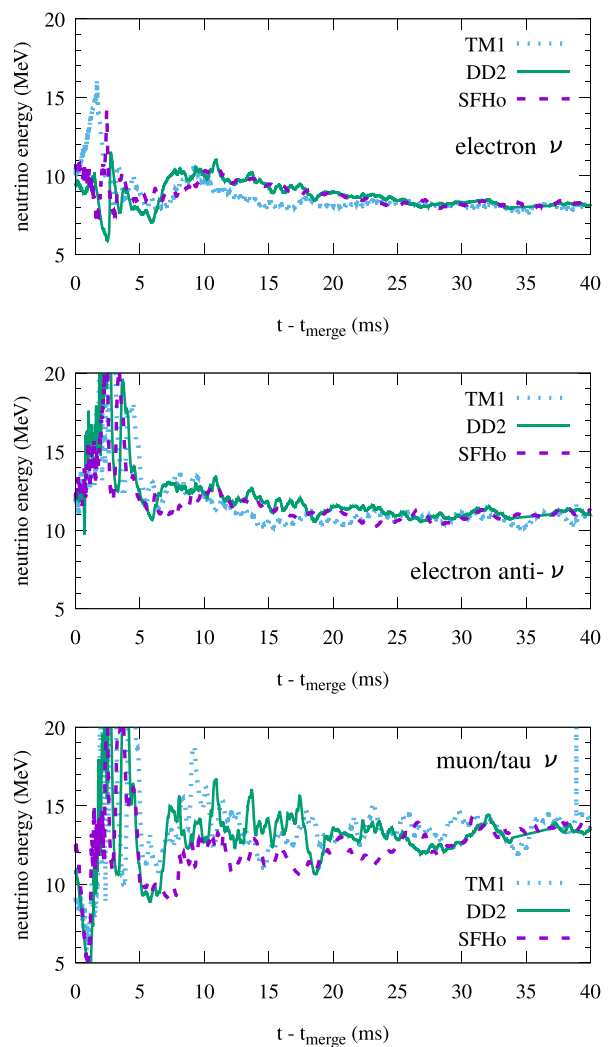 20
15
10
5
0 5 10 15 20 25 30 35 40
neutrino energy (MeV)
t - t_merge (ms)
TM1
DD2
SFHo
electron ν
20
15
10
5
0 5 10 15 20 25 30 35 40
neutrino energy (MeV)
t - t_merge (ms)
TM1
DD2
SFHo
electron anti- ν
20
15
10
5
0 5 10 15 20 25 30 35 40
neutrino energy (MeV)
t - t_merge (ms)
muon/tau ν
TM1
DD2
SFHo